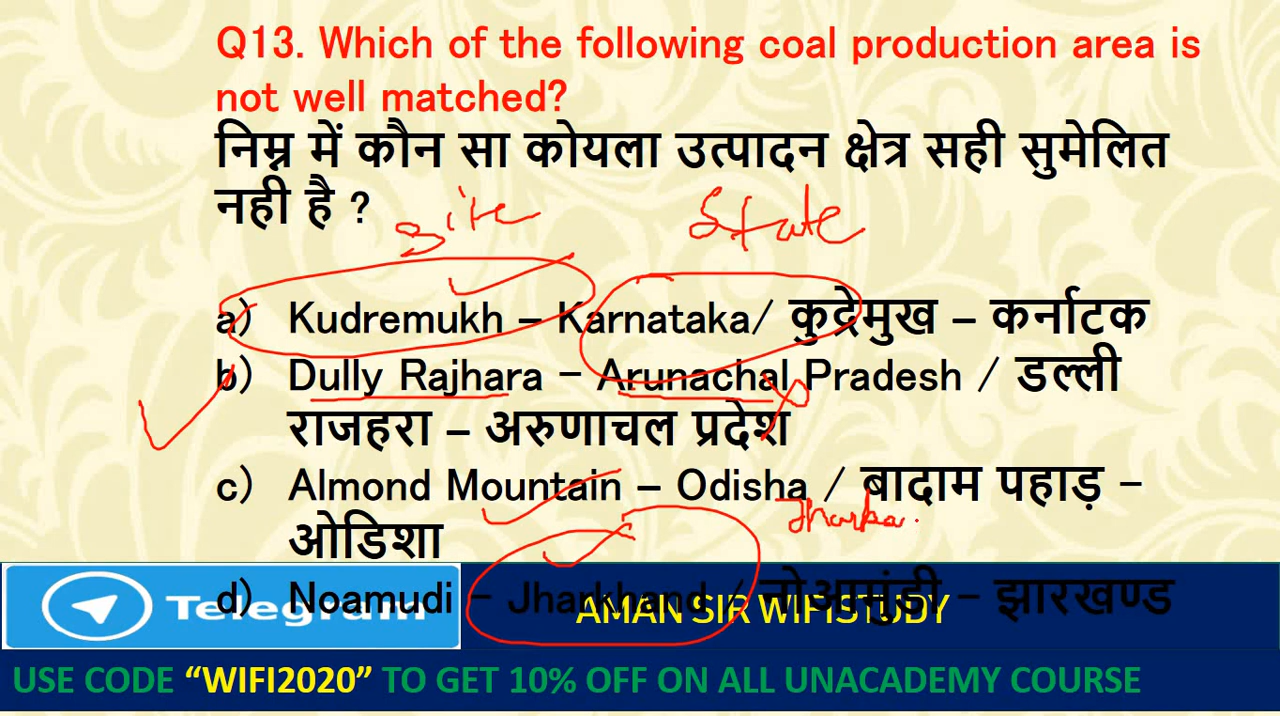 Q13. Which of the following coal production area is
not well matched?
निम्न में कौन सा कोयला उत्पादन क्षेत्र सही सुमेलित
नही है ?
Site State
a) Kudremukh – Karnataka/ कुद्रेमुख – कर्नाटक
b) Dully Rajhara – Arunachal Pradesh / डल्ली
राजहरा – अरुणाचल प्रदेश
c) Almond Mountain – Odisha / बादाम पहाड़ –
ओडिशा
d) Noamudi – Jharkhand/ नोआमुंडी – झारखण्ड
Telegram
AMAN SIR WIFISTUDY
USE CODE “WIFI2020” TO GET 10% OFF ON ALL UNACADEMY COURSE